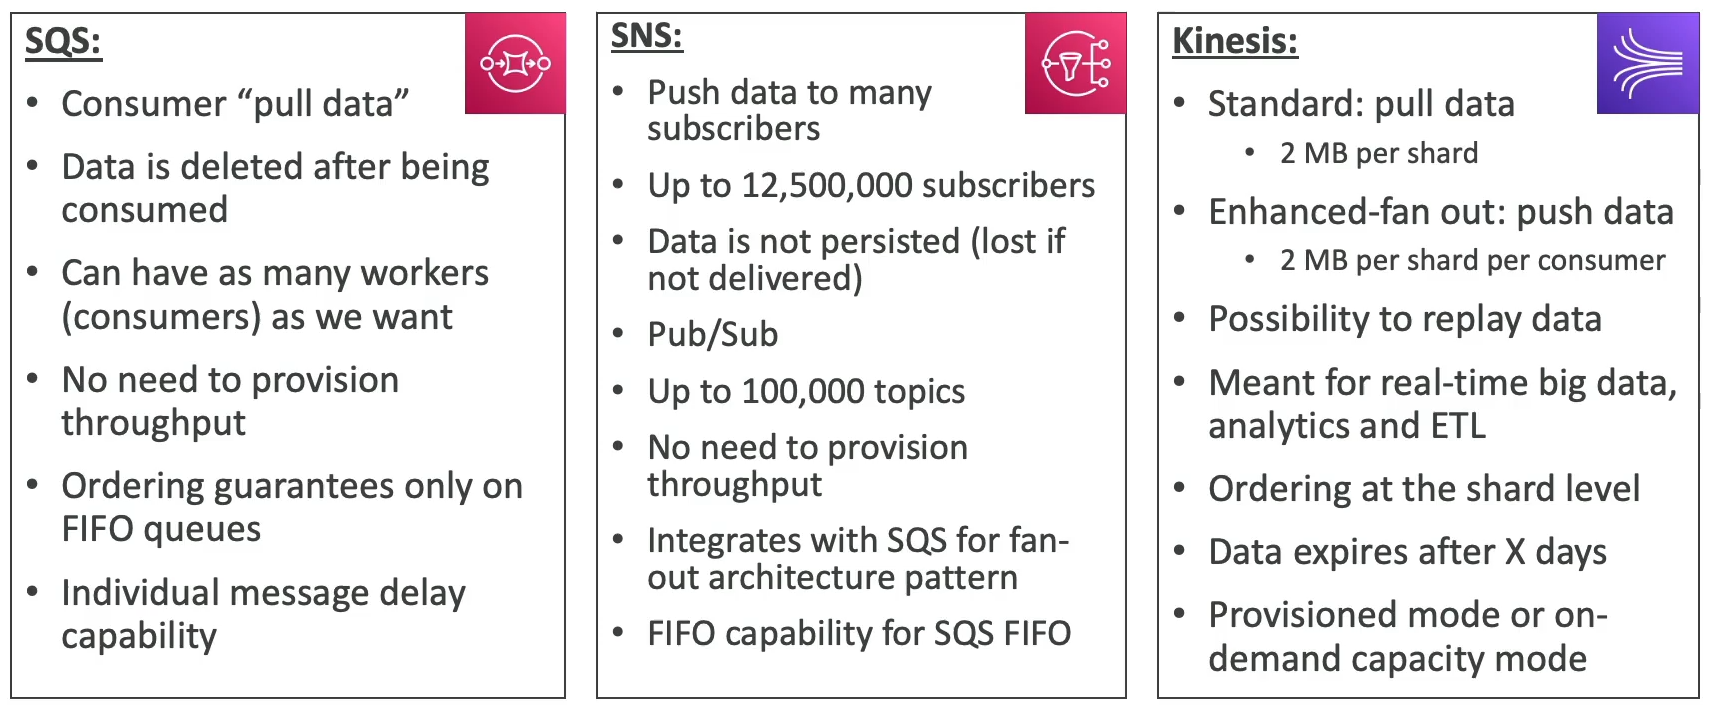 SQS:
• Consumer “pull data”
• Data is deleted after being
consumed
• Can have as many workers
(consumers) as we want
• No need to provision
throughput
• Ordering guarantees only on
FIFO queues
• Individual message delay
capability
SNS:
• Push data to many
subscribers
• Up to 12,500,000 subscribers
• Data is not persisted (lost if
not delivered)
• Pub/Sub
• Up to 100,000 topics
• No need to provision
throughput
• Integrates with SQS for fan-
out architecture pattern
• FIFO capability for SQS FIFO
Kinesis:
• Standard: pull data
• 2 MB per shard
• Enhanced-fan out: push data
• 2 MB per shard per consumer
• Possibility to replay data
• Meant for real-time big data,
analytics and ETL
• Ordering at the shard level
• Data expires after X days
• Provisioned mode or on-
demand capacity mode